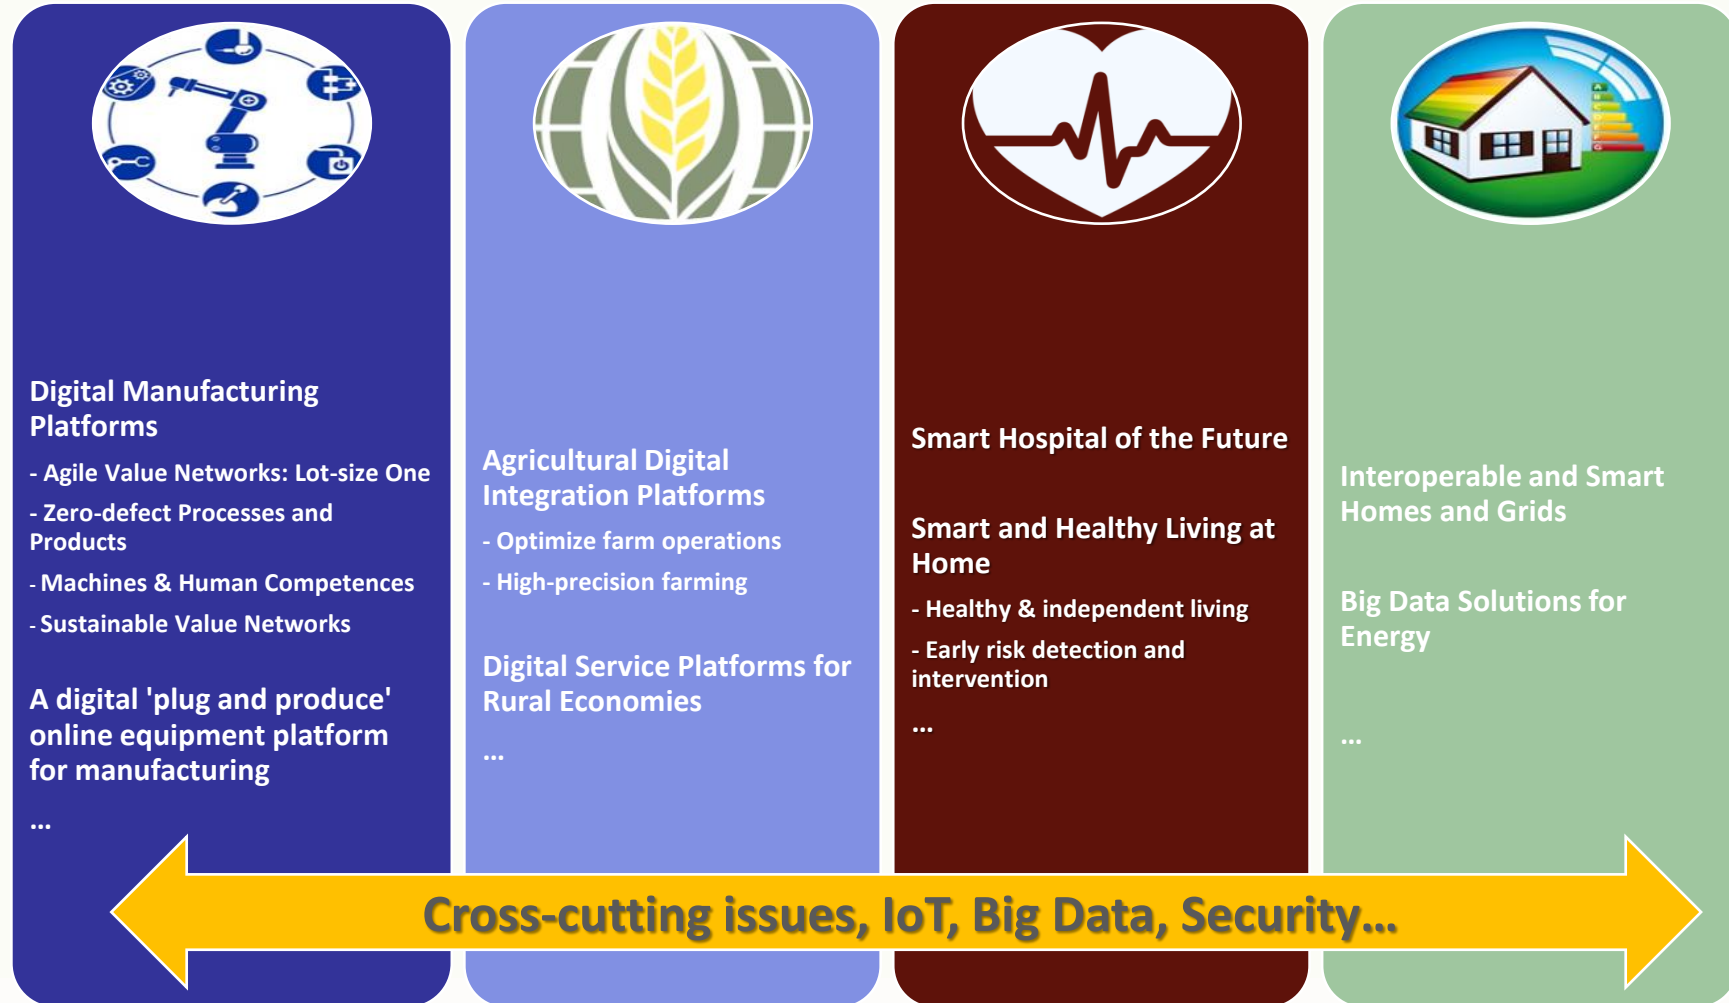 Digital Manufacturing
Platforms
- Agile Value Networks: Lot-size One
- Zero-defect Processes and
Products
- Machines & Human Competences
- Sustainable Value Networks
A digital 'plug and produce'
online equipment platform
for manufacturing
...
Agricultural Digital
Integration Platforms
- Optimize farm operations
- High-precision farming
Digital Service Platforms for
Rural Economies
...
Smart Hospital of the Future
Smart and Healthy Living at
Home
- Healthy & independent living
- Early risk detection and
intervention
...
Interoperable and Smart
Homes and Grids
Big Data Solutions for
Energy
...
Cross-cutting issues, IoT, Big Data, Security...